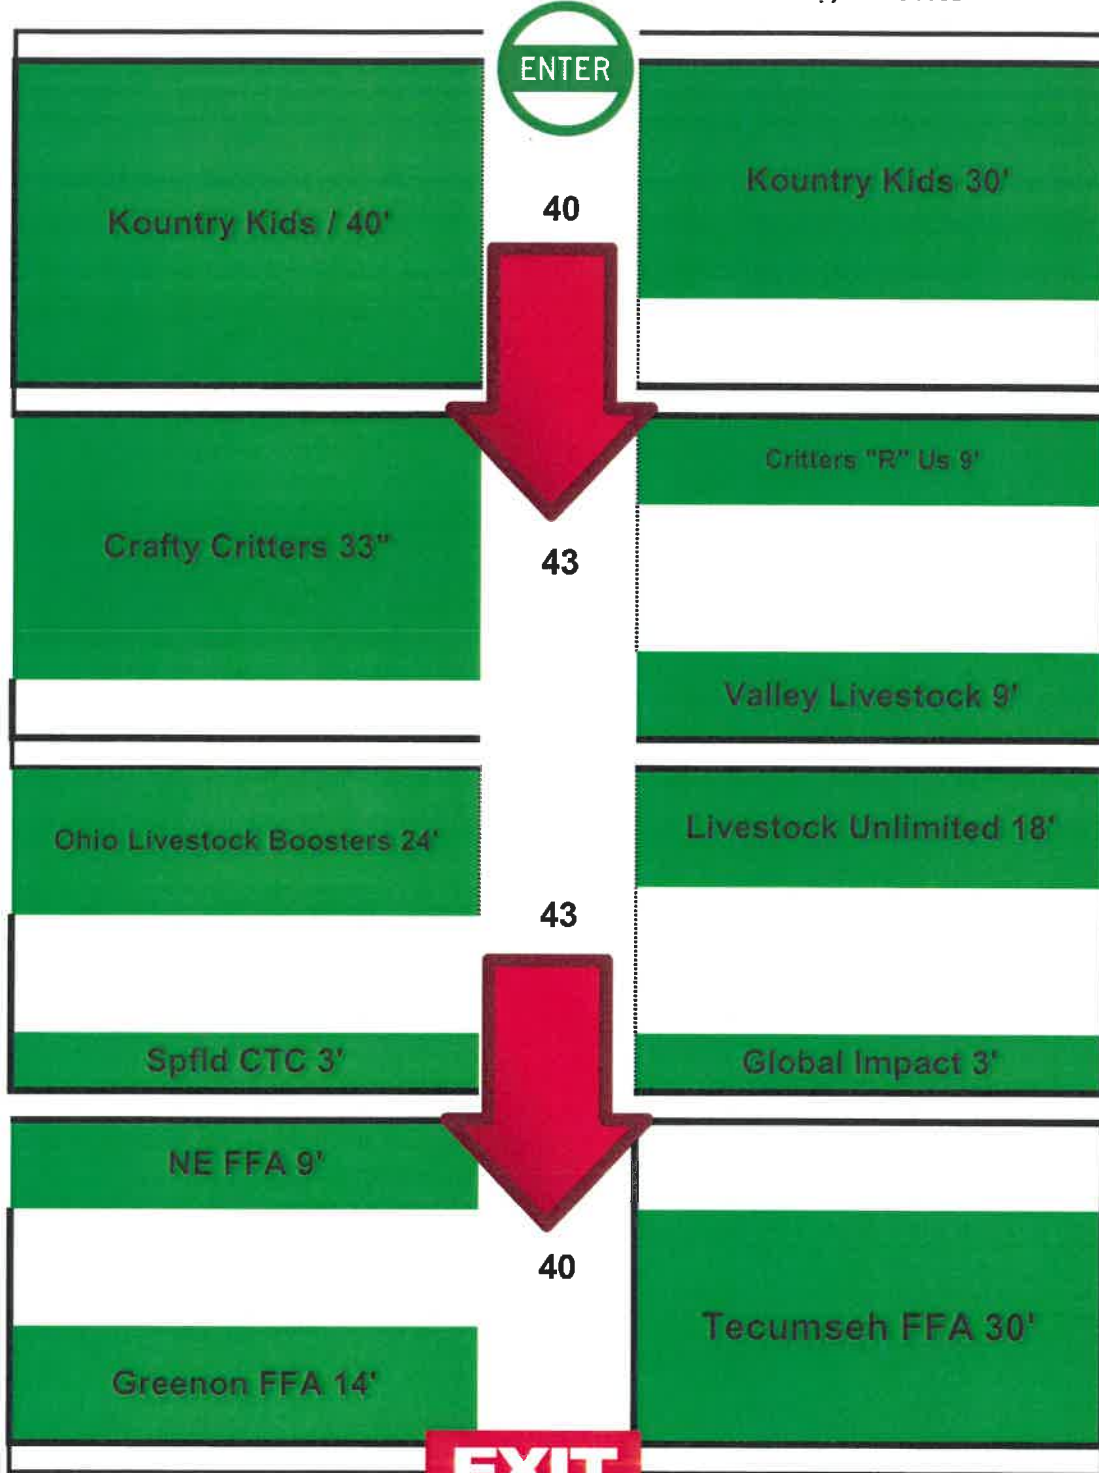 ENTER
Kountry Kids / 40'
40
Kountry Kids 30'
Crafty Critters 33"
43
Critters "R" Us 9'
Valley Livestock 9'
Ohio Livestock Boosters 24'
43
Livestock Unlimited 18'
Spfld CTC 3'
Global Impact 3'
NE FFA 9'
40
Greenon FFA 14'
Tecumseh FFA 30'
EXIT